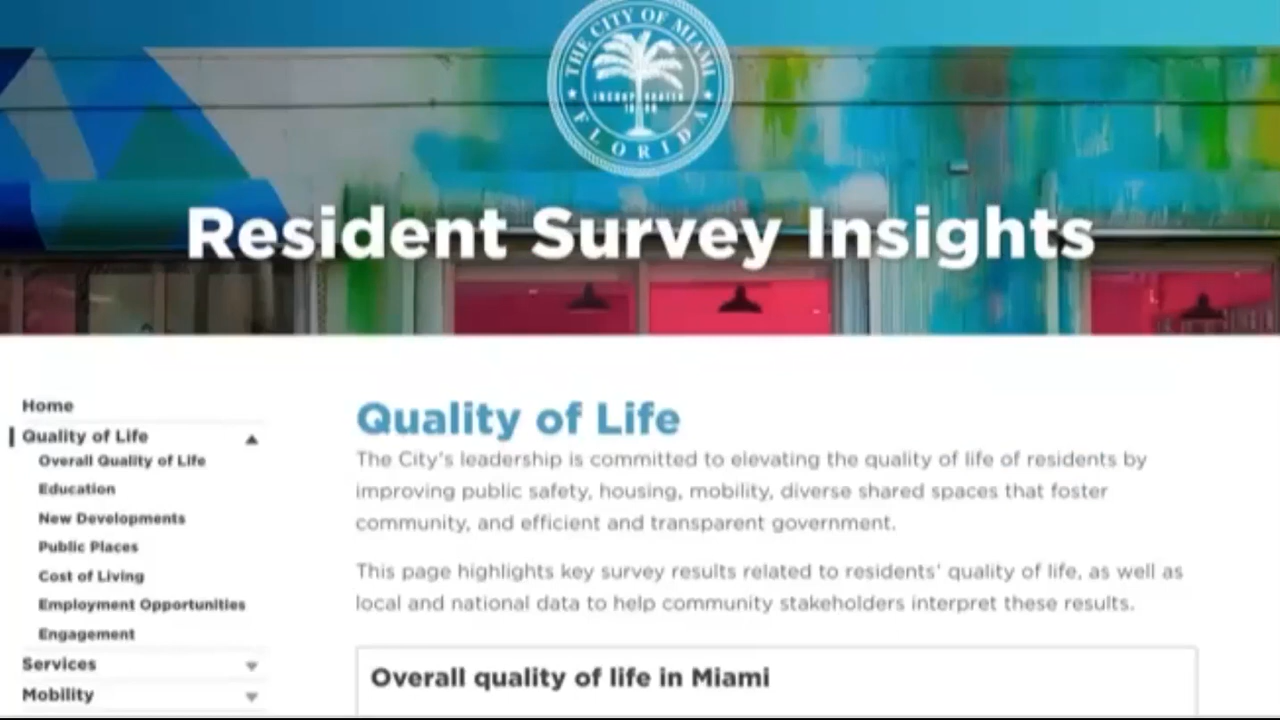 THE CITY OF MIAMI
FLORIDA
Resident Survey Insights
Home
Quality of Life
Overall Quality of Life
Education
New Developments
Public Places
Cost of Living
Employment Opportunities
Engagement
Services
Mobility
Quality of Life
The City's leadership is committed to elevating the quality of life of residents by
improving public safety, housing, mobility, diverse shared spaces that foster
community, and efficient and transparent government.
This page highlights key survey results related to residents' quality of life, as well as
local and national data to help community stakeholders interpret these results.
Overall quality of life in Miami